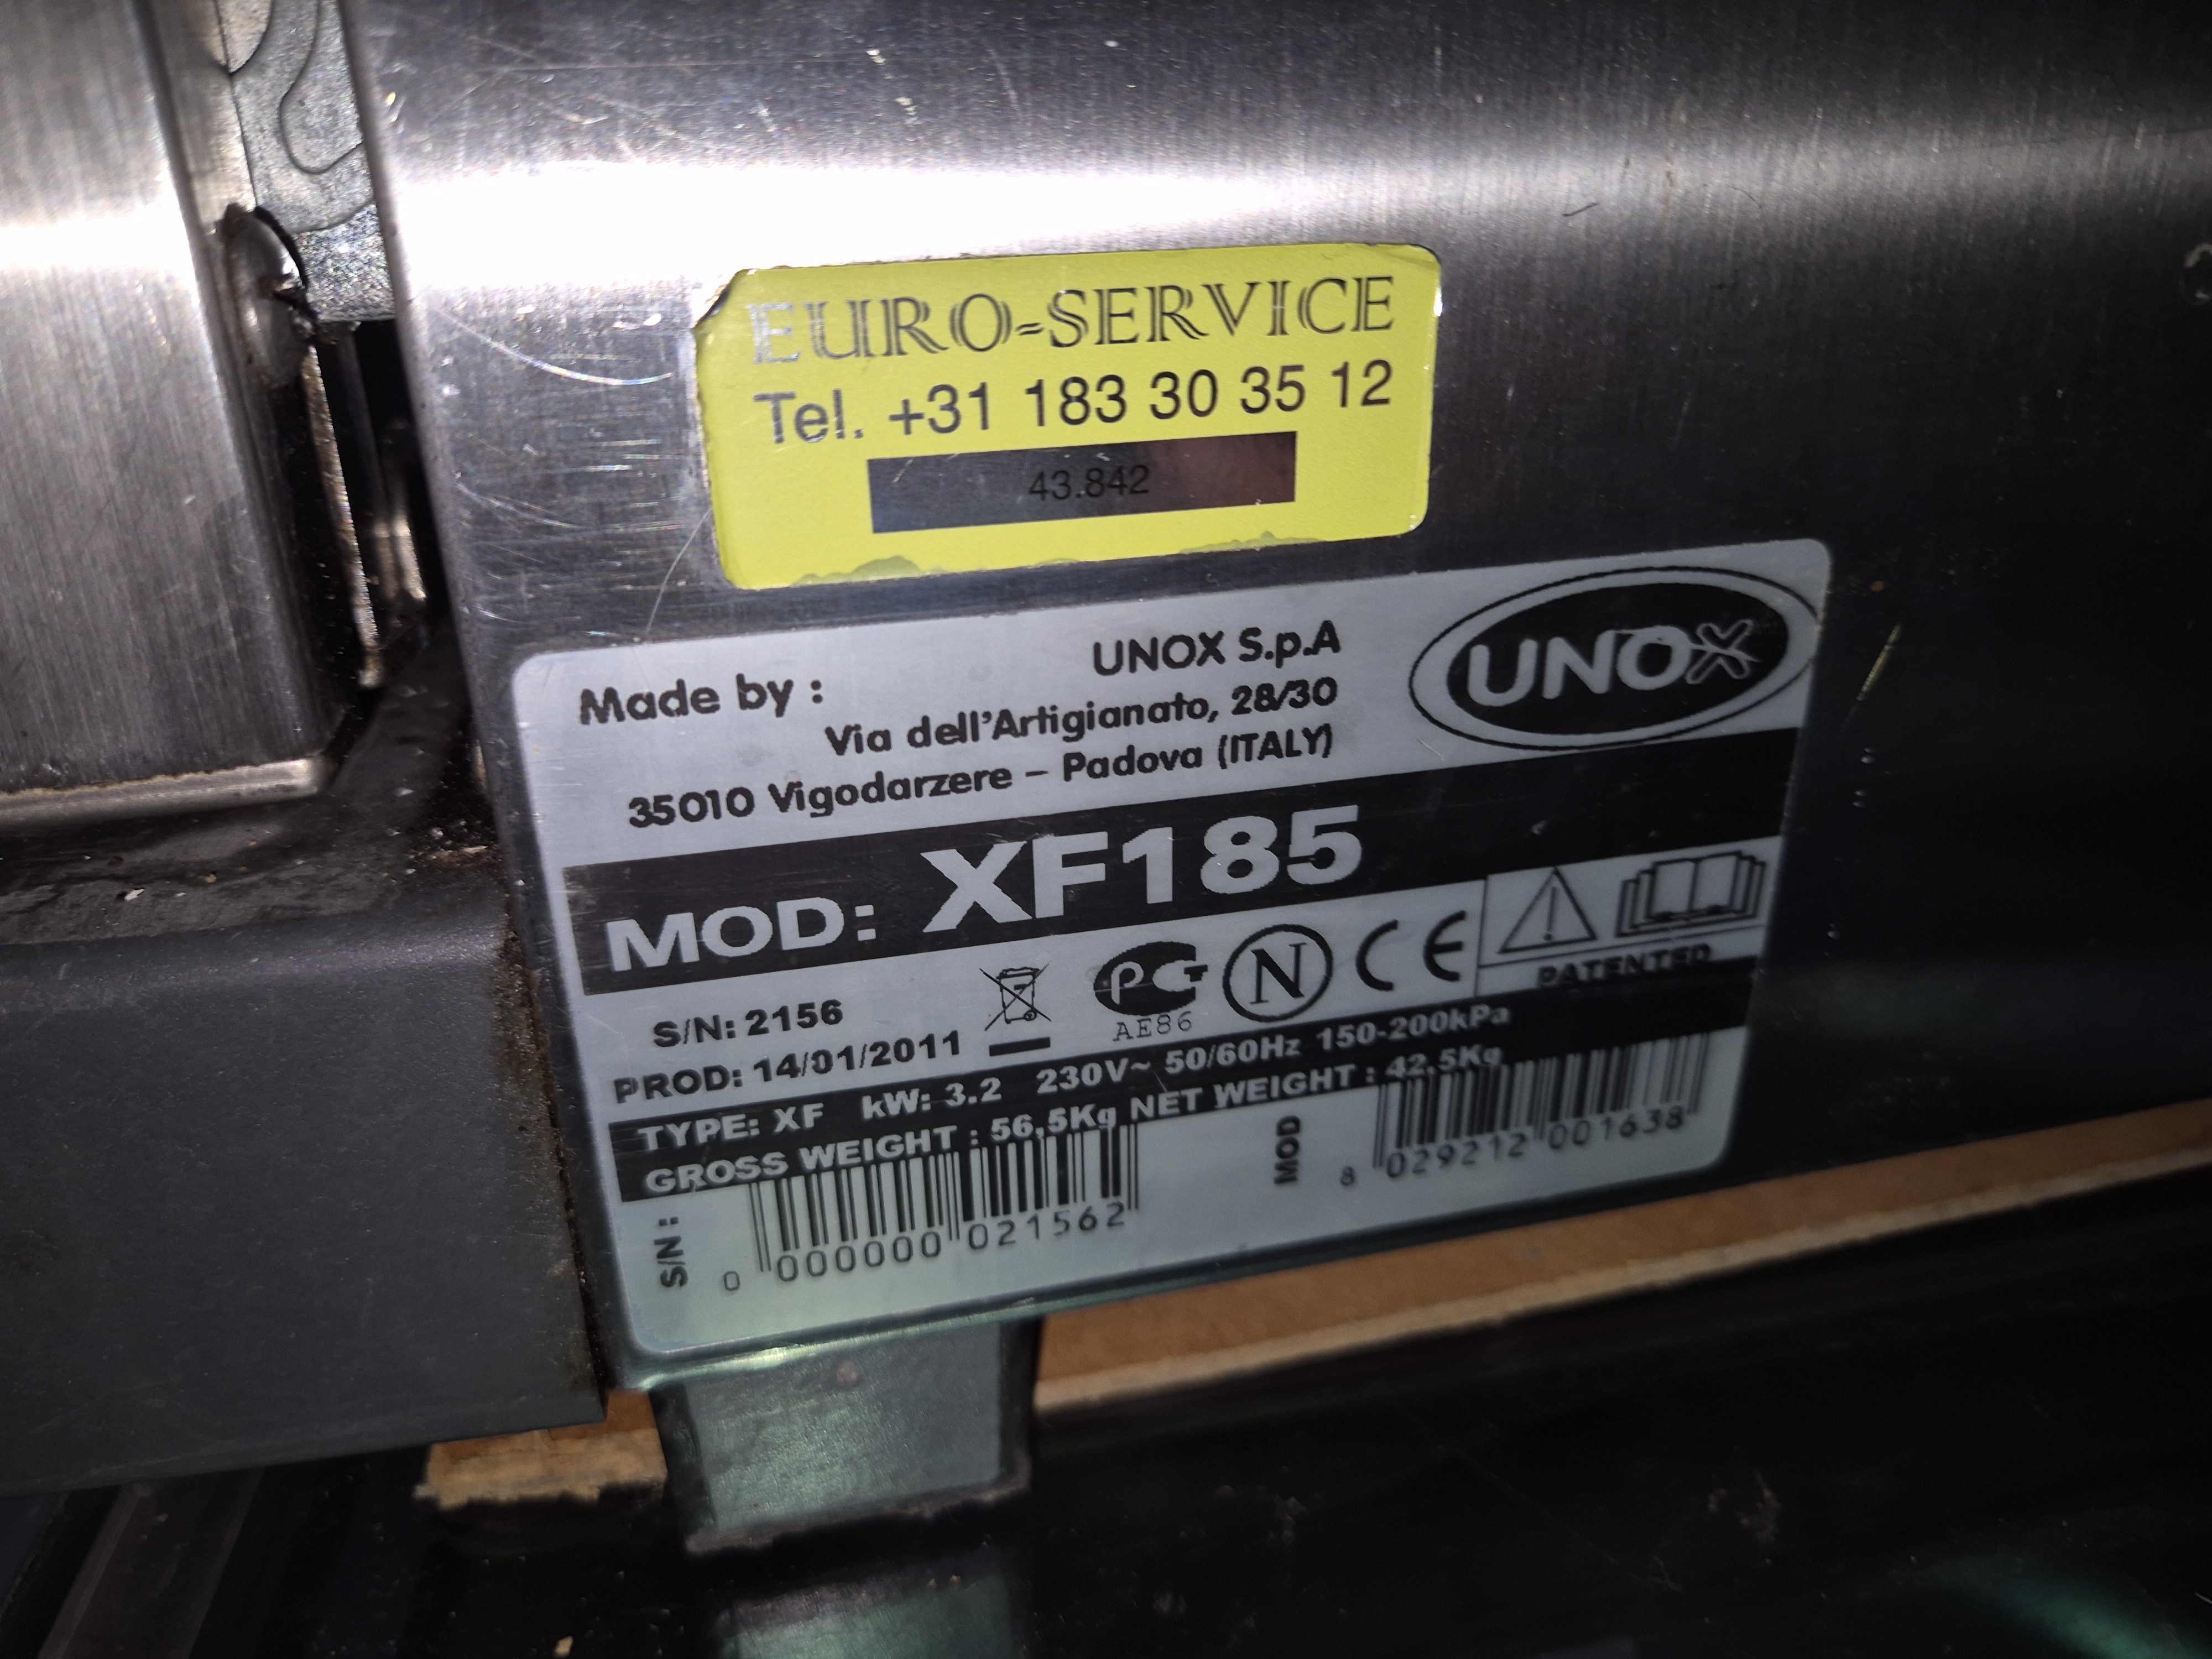 EURO-SERVICE
Tel. +31 183 30 35 12
43.842
Made by :
UNOX S.p.A
Via dell'Artigianato, 28/30
35010 Vigodarzere – Padova (ITALY)
UNOX
MOD: XF185
S/N: 2156
PROD: 14/01/2011
AE86
N
CE
PATENTED
TYPE: XF kW: 3.2 230V~ 50/60Hz 150-200kPa
GROSS WEIGHT : 56,5Kg NET WEIGHT : 42,5Kg
S/N :
0 000000 021562
MOD
8 029212 001638